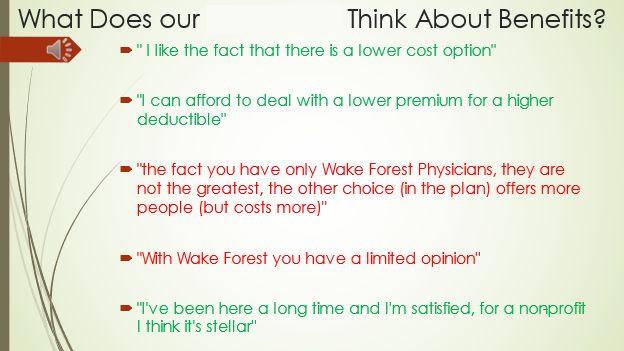 What Does our Think About Benefits?
" I like the fact that there is a lower cost option"
"I can afford to deal with a lower premium for a higher
deductible"
"the fact you have only Wake Forest Physicians, they are
not the greatest, the other choice (in the plan) offers more
people (but costs more)"
"With Wake Forest you have a limited opinion"
"I've been here a long time and I'm satisfied, for a nonprofit
I think it's stellar"